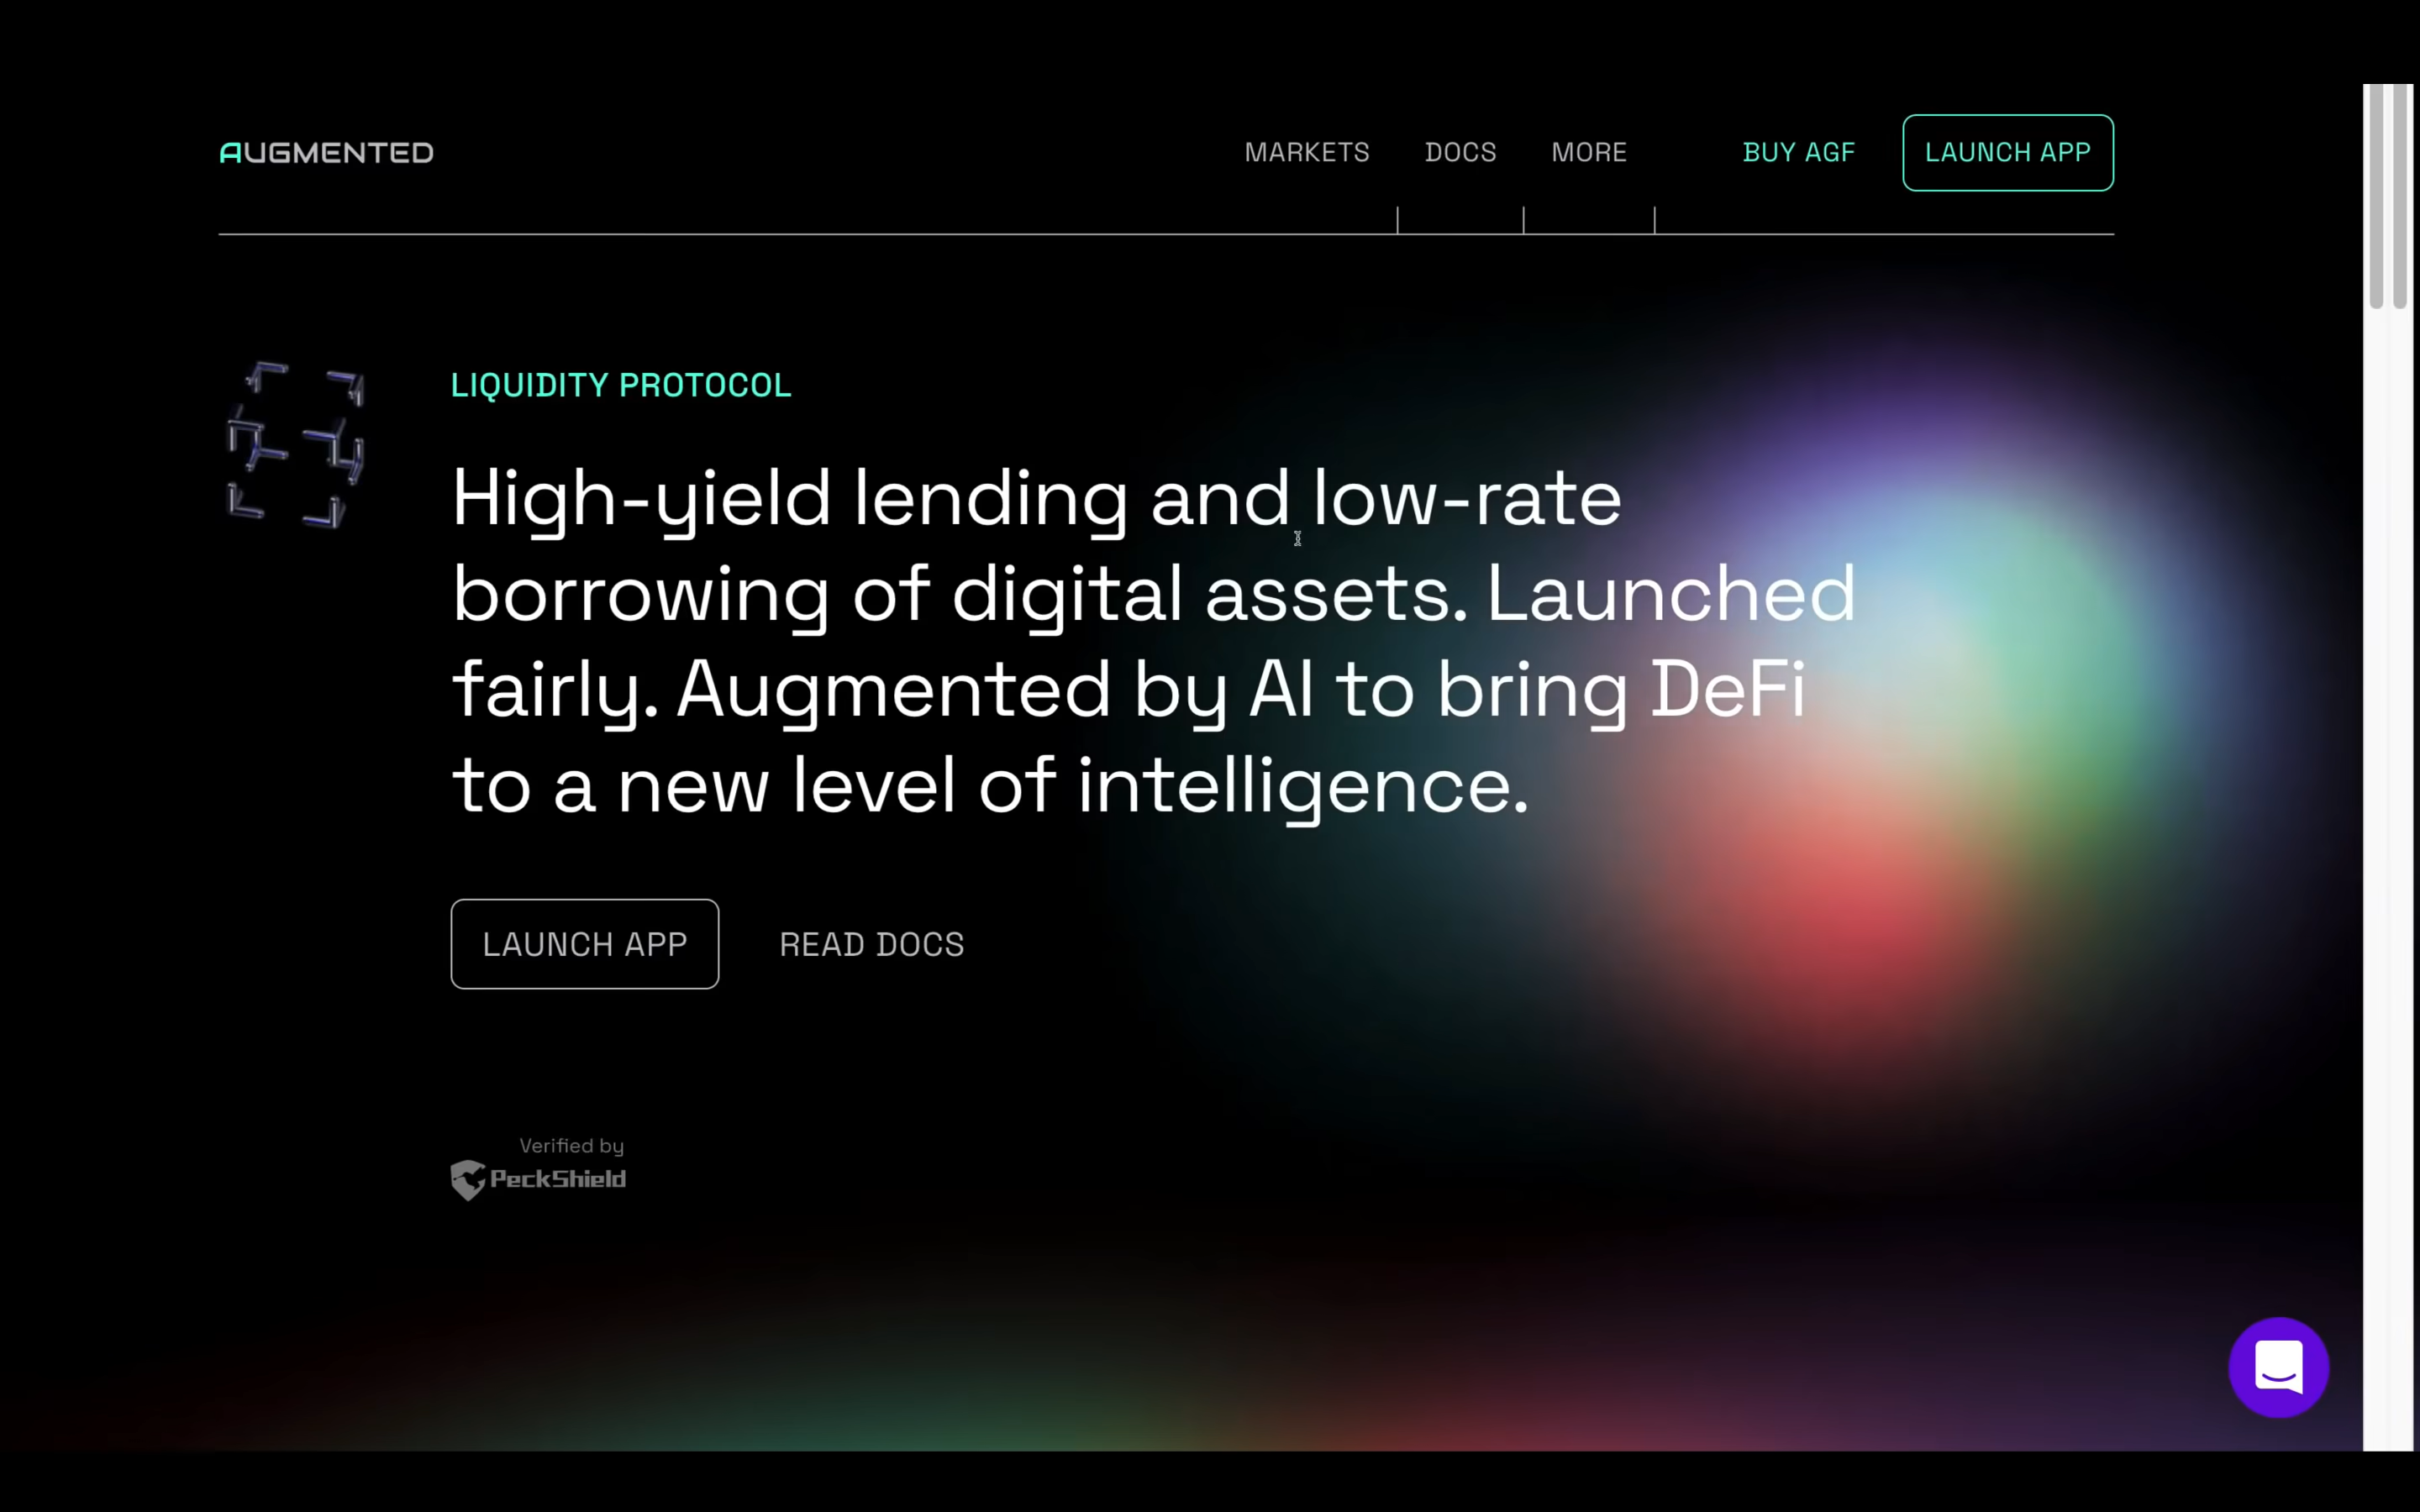 AUGMENTED
MARKETS DOCS MORE BUY AGF LAUNCH APP
LIQUIDITY PROTOCOL
High-yield lending and low-rate
borrowing of digital assets. Launched
fairly. Augmented by AI to bring DeFi
to a new level of intelligence.
LAUNCH APP READ DOCS
Verified by
PeckShield